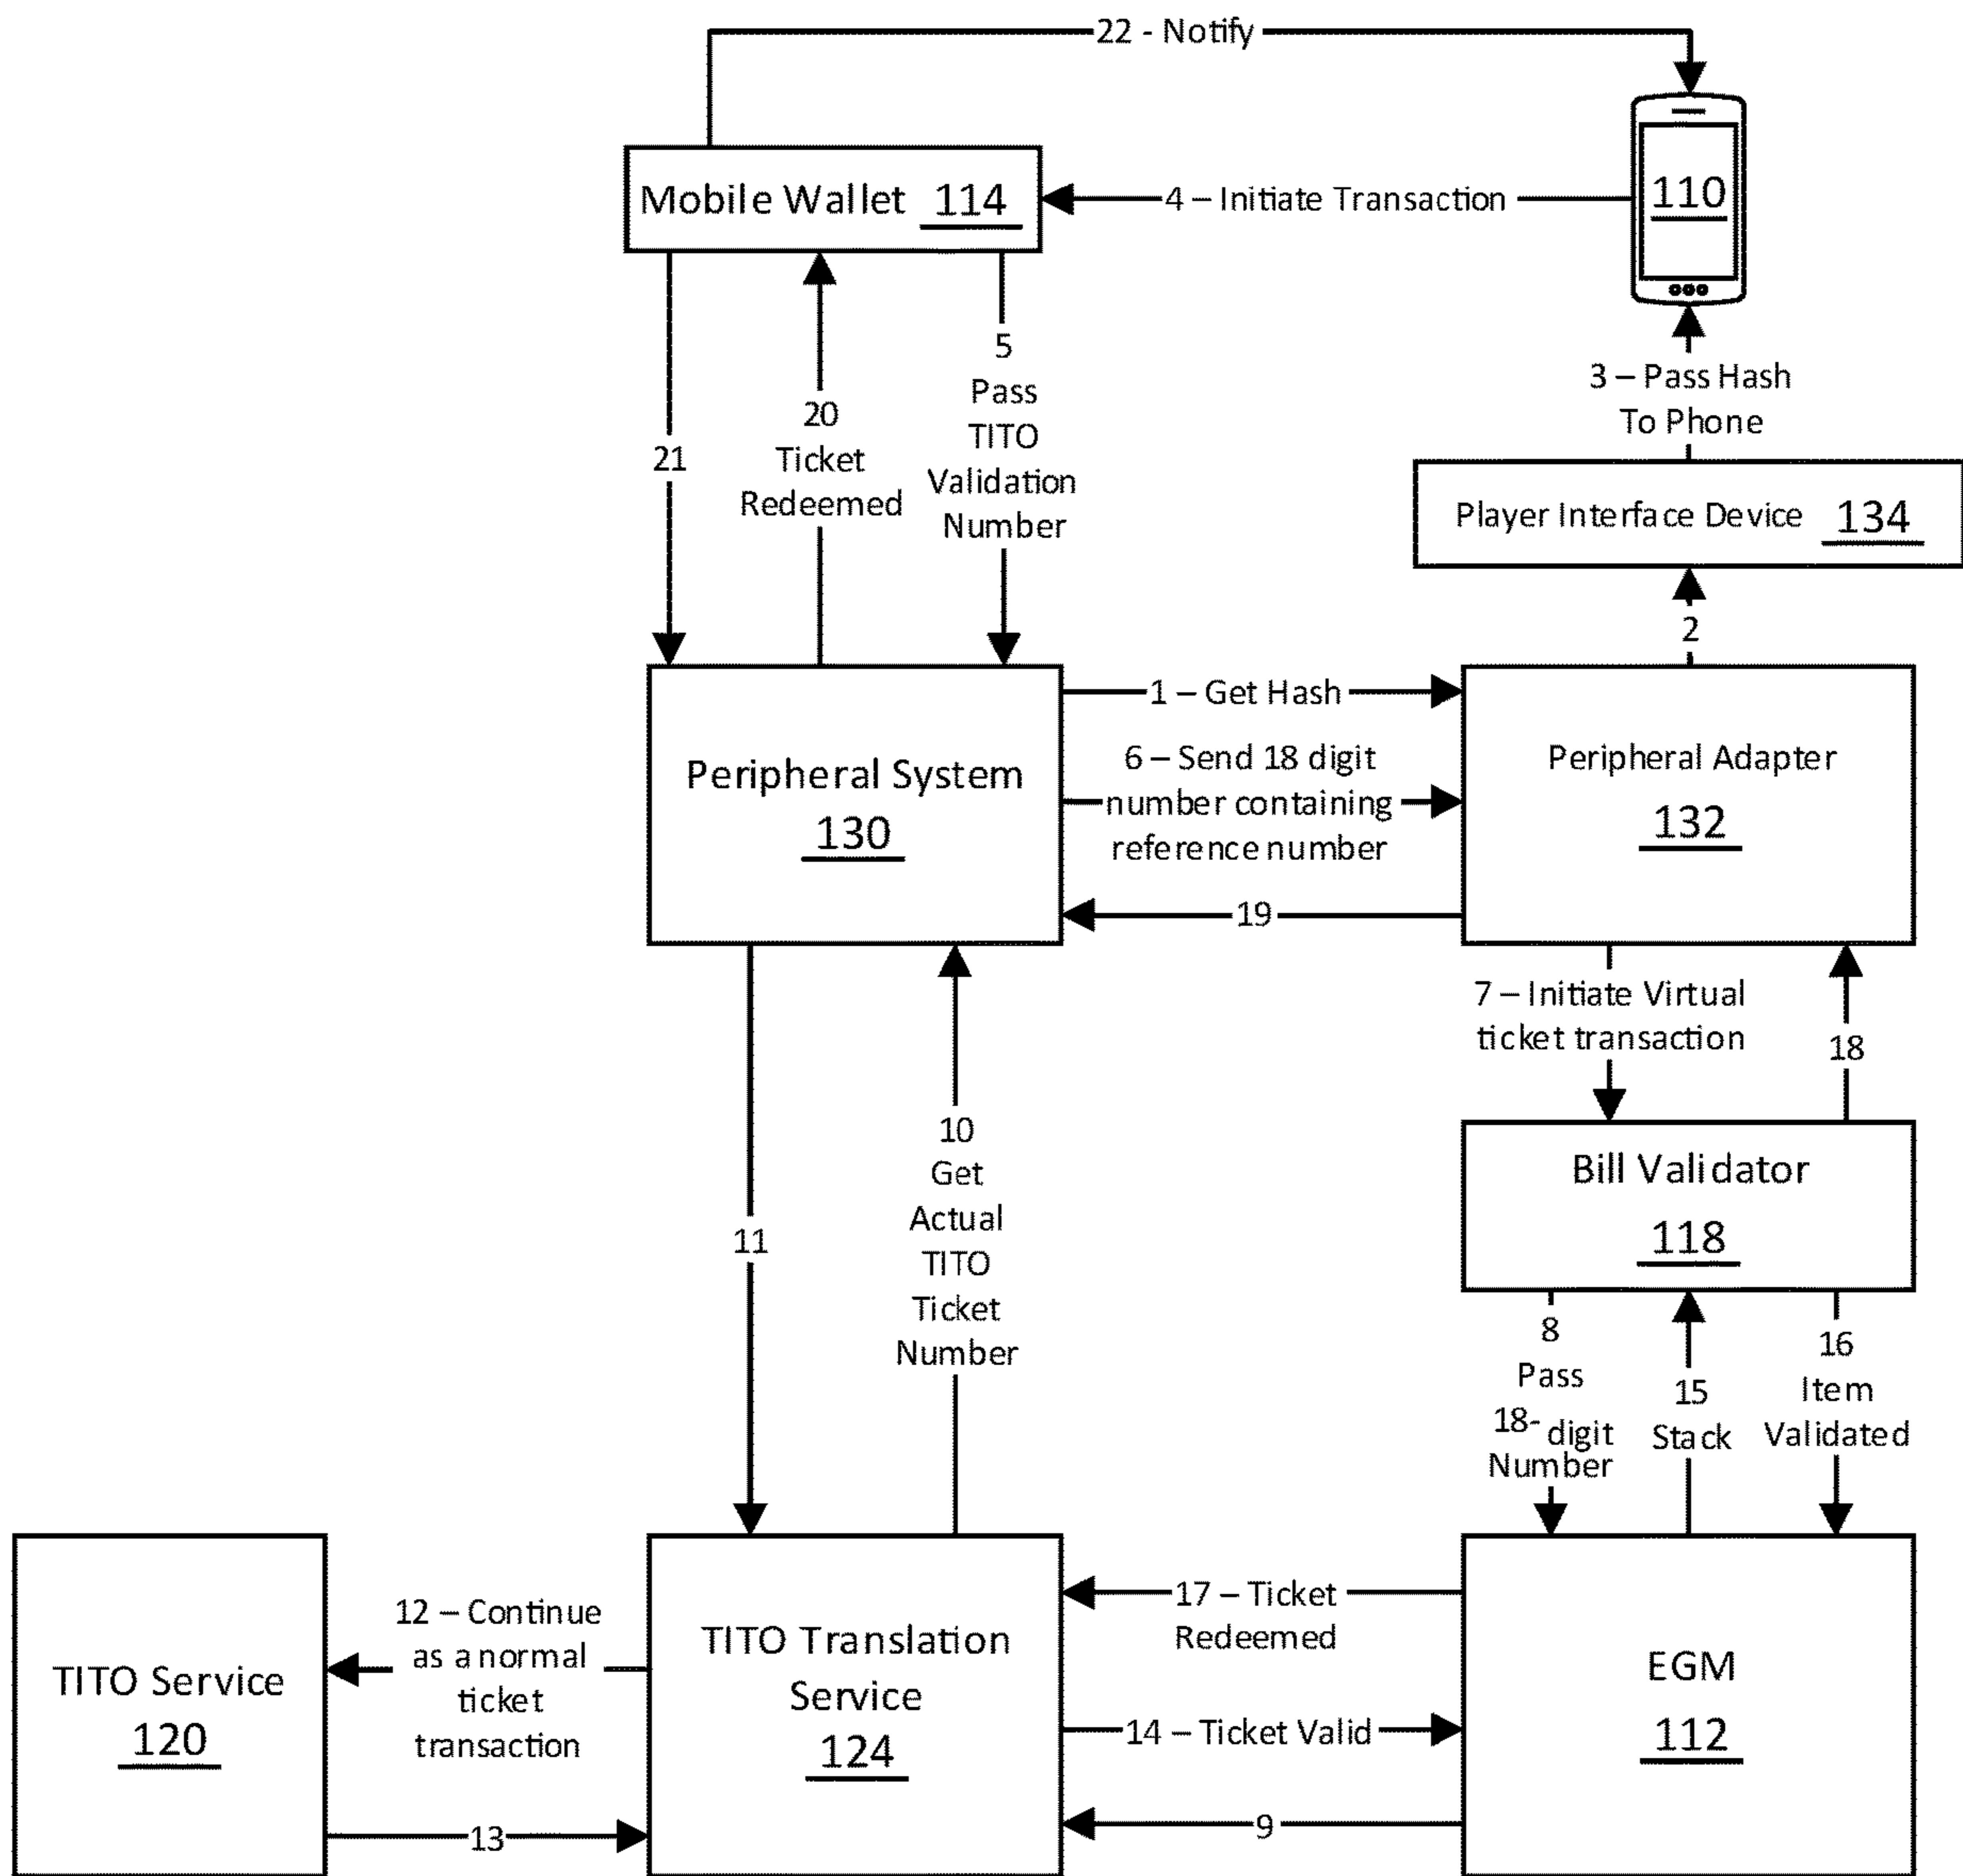 22 - Notify
Mobile Wallet 114
4 – Initiate Transaction
110
5
Pass
TITO
Validation
Number
20
Ticket
Redeemed
21
3 – Pass Hash
To Phone
Player Interface Device 134
2
1 – Get Hash
Peripheral System
130
6 – Send 18 digit
number containing
reference number
Peripheral Adapter
132
19
7 – Initiate Virtual
ticket transaction
18
10
Get
Actual
TITO
Ticket
Number
11
Bill Validator
118
8
Pass
18-digit
Number
15
Stack
16
Item
Validated
TITO Service
120
12 – Continue
as a normal
ticket
transaction
13
TITO Translation
Service
124
17 – Ticket
Redeemed
14 – Ticket Valid
9
EGM
112